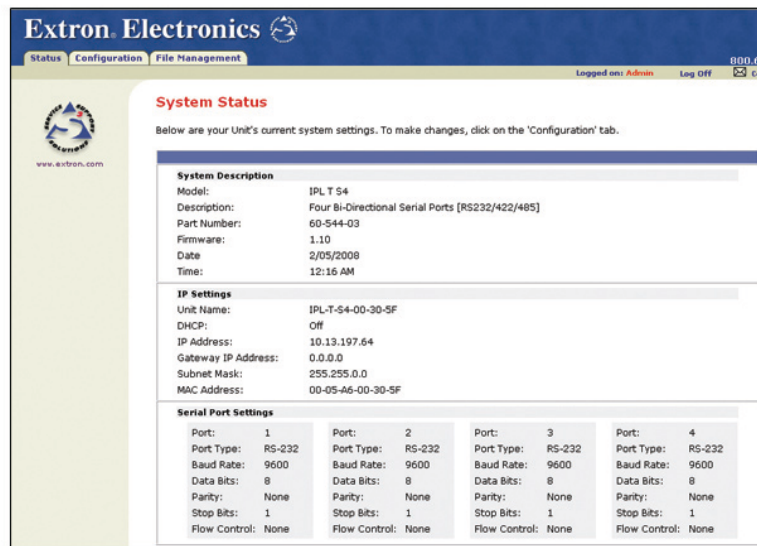 Extron. Electronics
Status Configuration File Management
800.6
Logged on: Admin Log Off
SERVICE SUPPORT SOLUTIONS
www.extron.com
System Status
Below are your Unit's current system settings. To make changes, click on the 'Configuration' tab.
System Description
Model: IPL T S4
Description: Four Bi-Directional Serial Ports [RS232/422/485]
Part Number: 60-544-03
Firmware: 1.10
Date 2/05/2008
Time: 12:16 AM
IP Settings
Unit Name: IPL-T-S4-00-30-5F
DHCP: Off
IP Address: 10.13.197.64
Gateway IP Address: 0.0.0.0
Subnet Mask: 255.255.0.0
MAC Address: 00-05-A6-00-30-5F
Serial Port Settings
Port: 1 Port: 2 Port: 3 Port: 4
Port Type: RS-232 Port Type: RS-232 Port Type: RS-232 Port Type: RS-232
Baud Rate: 9600 Baud Rate: 9600 Baud Rate: 9600 Baud Rate: 9600
Data Bits: 8 Data Bits: 8 Data Bits: 8 Data Bits: 8
Parity: None Parity: None Parity: None Parity: None
Stop Bits: 1 Stop Bits: 1 Stop Bits: 1 Stop Bits: 1
Flow Control: None Flow Control: None Flow Control: None Flow Control: None